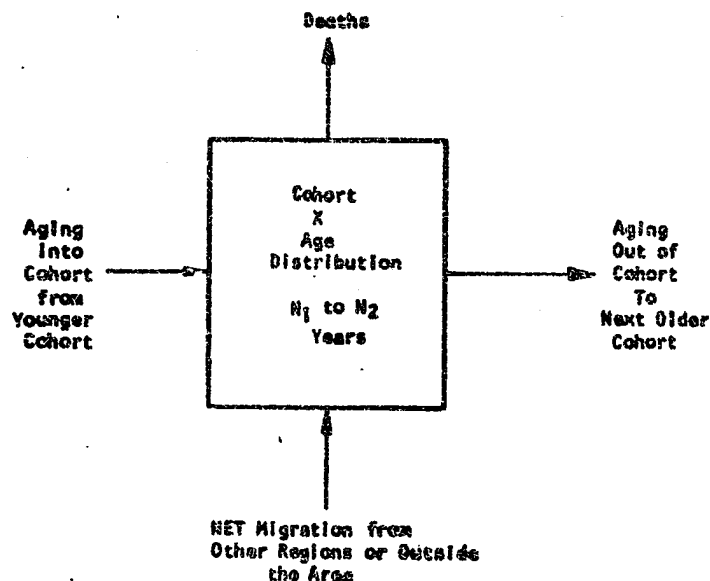 Deaths
Aging
Into
Cohort
from
Younger
Cohort
Cohort
X
Age
Distribution
N1 to N2
Years
Aging
Out of
Cohort
To
Next Older
Cohort
NET Migration from
Other Regions or Outside
the Area